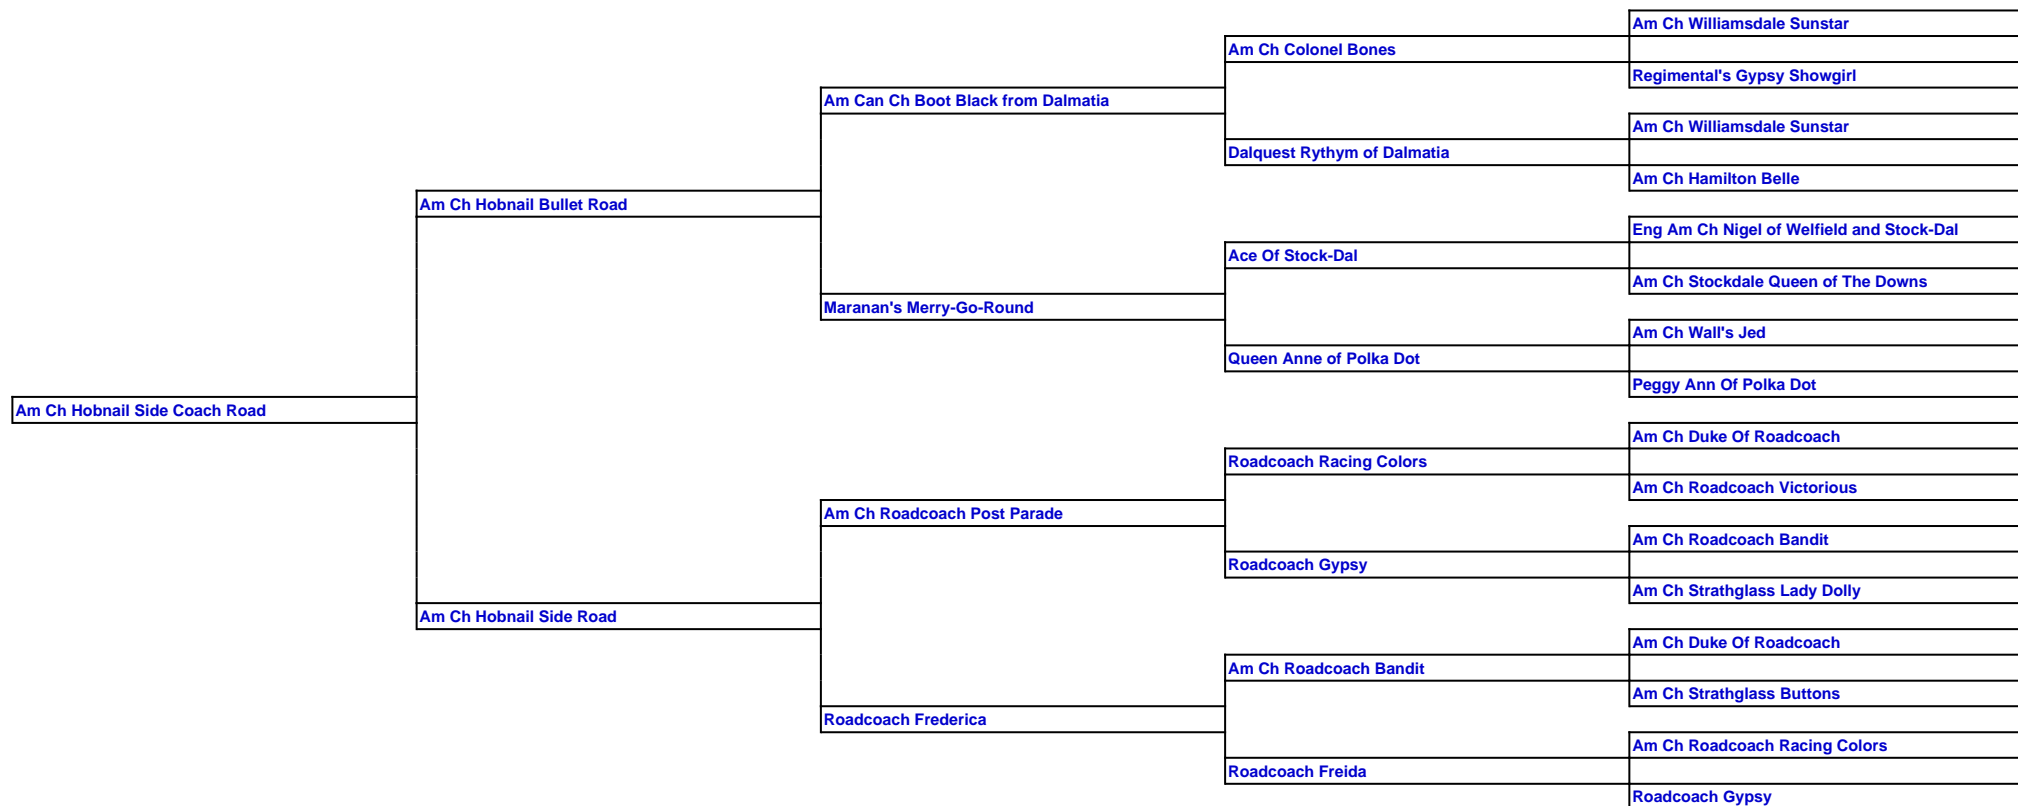 Am Ch Williamsdale Sunstar
Am Ch Colonel Bones
Regimental's Gypsy Showgirl
Am Can Ch Boot Black from Dalmatia
Am Ch Williamsdale Sunstar
Dalquest Rythym of Dalmatia
Am Ch Hamilton Belle
Am Ch Hobnail Bullet Road
Eng Am Ch Nigel of Welfield and Stock-Dal
Ace Of Stock-Dal
Am Ch Stockdale Queen of The Downs
Maranan's Merry-Go-Round
Am Ch Wall's Jed
Queen Anne of Polka Dot
Peggy Ann Of Polka Dot
Am Ch Hobnail Side Coach Road
Am Ch Duke Of Roadcoach
Roadcoach Racing Colors
Am Ch Roadcoach Victorious
Am Ch Roadcoach Post Parade
Am Ch Roadcoach Bandit
Roadcoach Gypsy
Am Ch Strathglass Lady Dolly
Am Ch Hobnail Side Road
Am Ch Duke Of Roadcoach
Am Ch Roadcoach Bandit
Am Ch Strathglass Buttons
Roadcoach Frederica
Am Ch Roadcoach Racing Colors
Roadcoach Freida
Roadcoach Gypsy